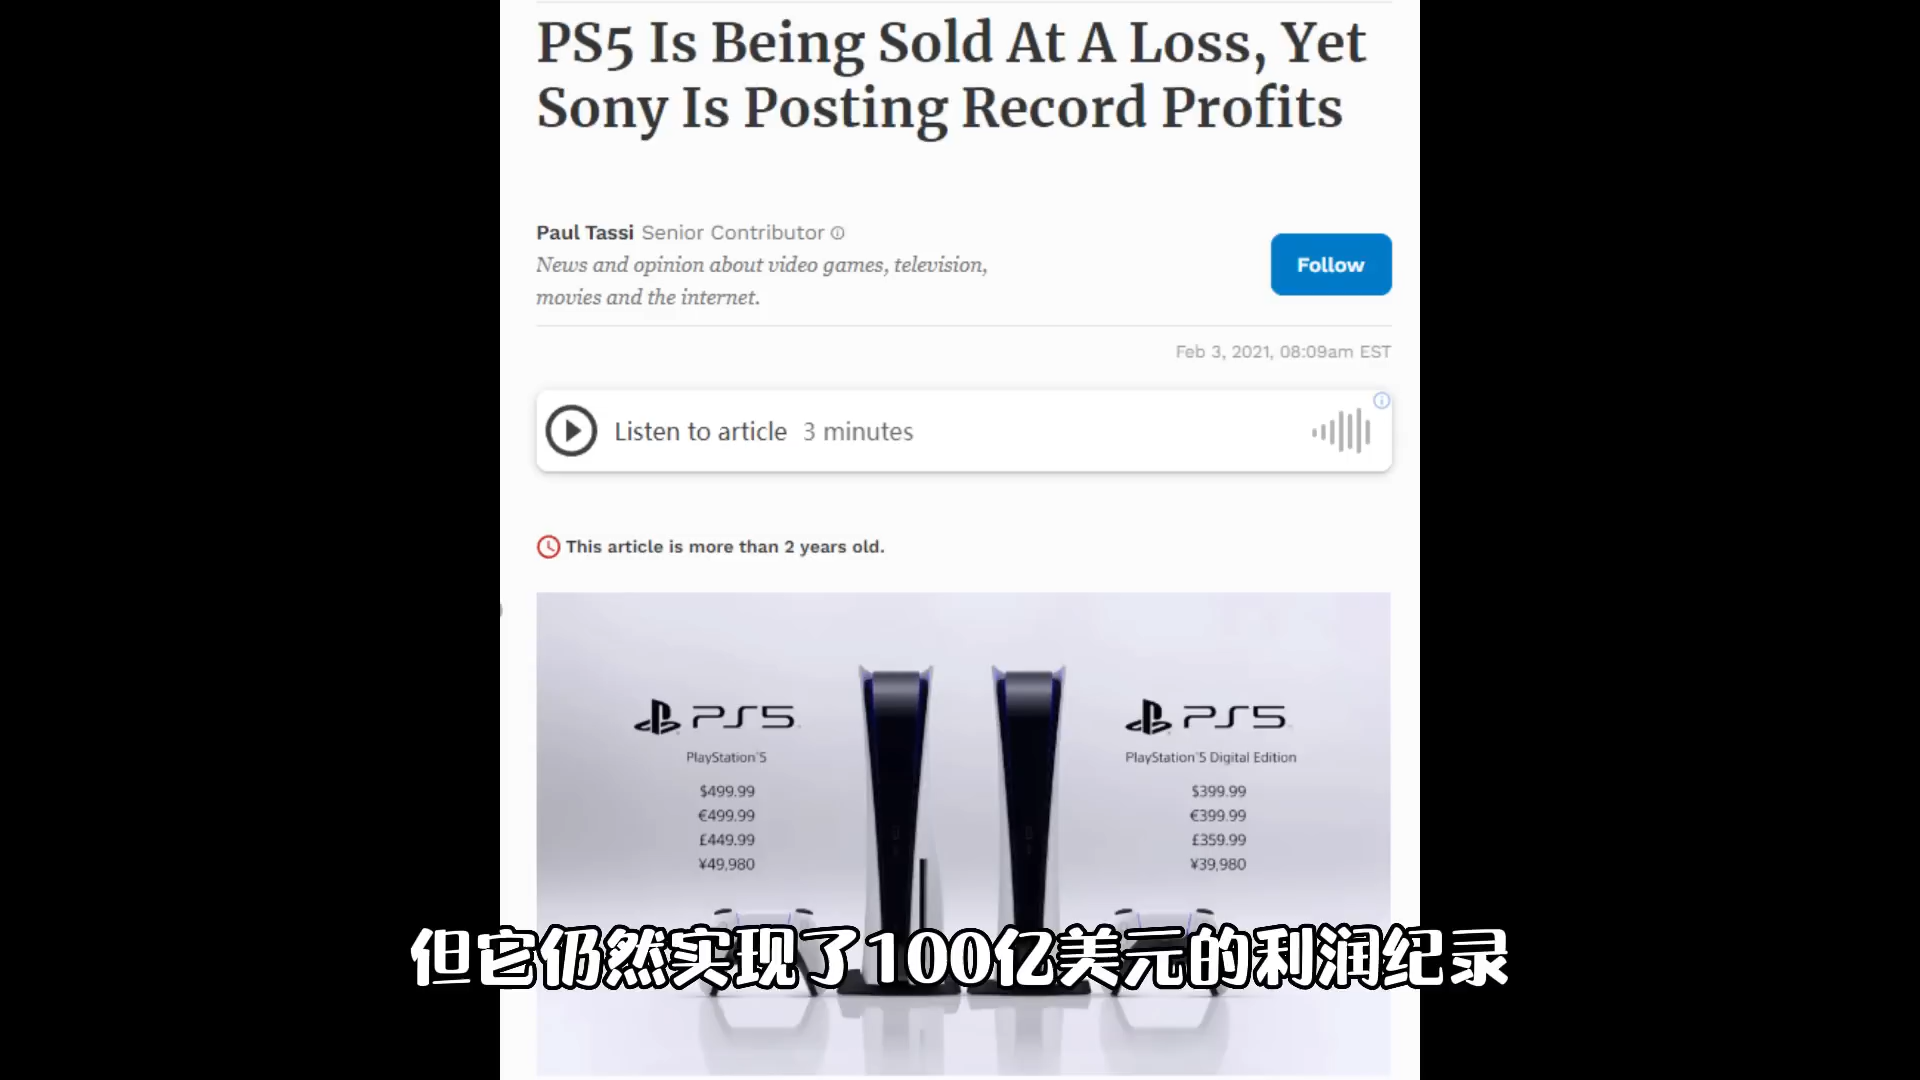 PS5 Is Being Sold At A Loss, Yet
Sony Is Posting Record Profits
Paul Tassi Senior Contributor
News and opinion about video games, television,
movies and the internet.
Follow
Feb 3, 2021, 08:09am EST
Listen to article 3 minutes
This article is more than 2 years old.
PS5
PlayStation®5
$499.99
€499.99
£449.99
¥49,980
PS5
PlayStation®5 Digital Edition
$399.99
€399.99
£359.99
¥39,980
但它仍然实现了100亿美元的利润纪录